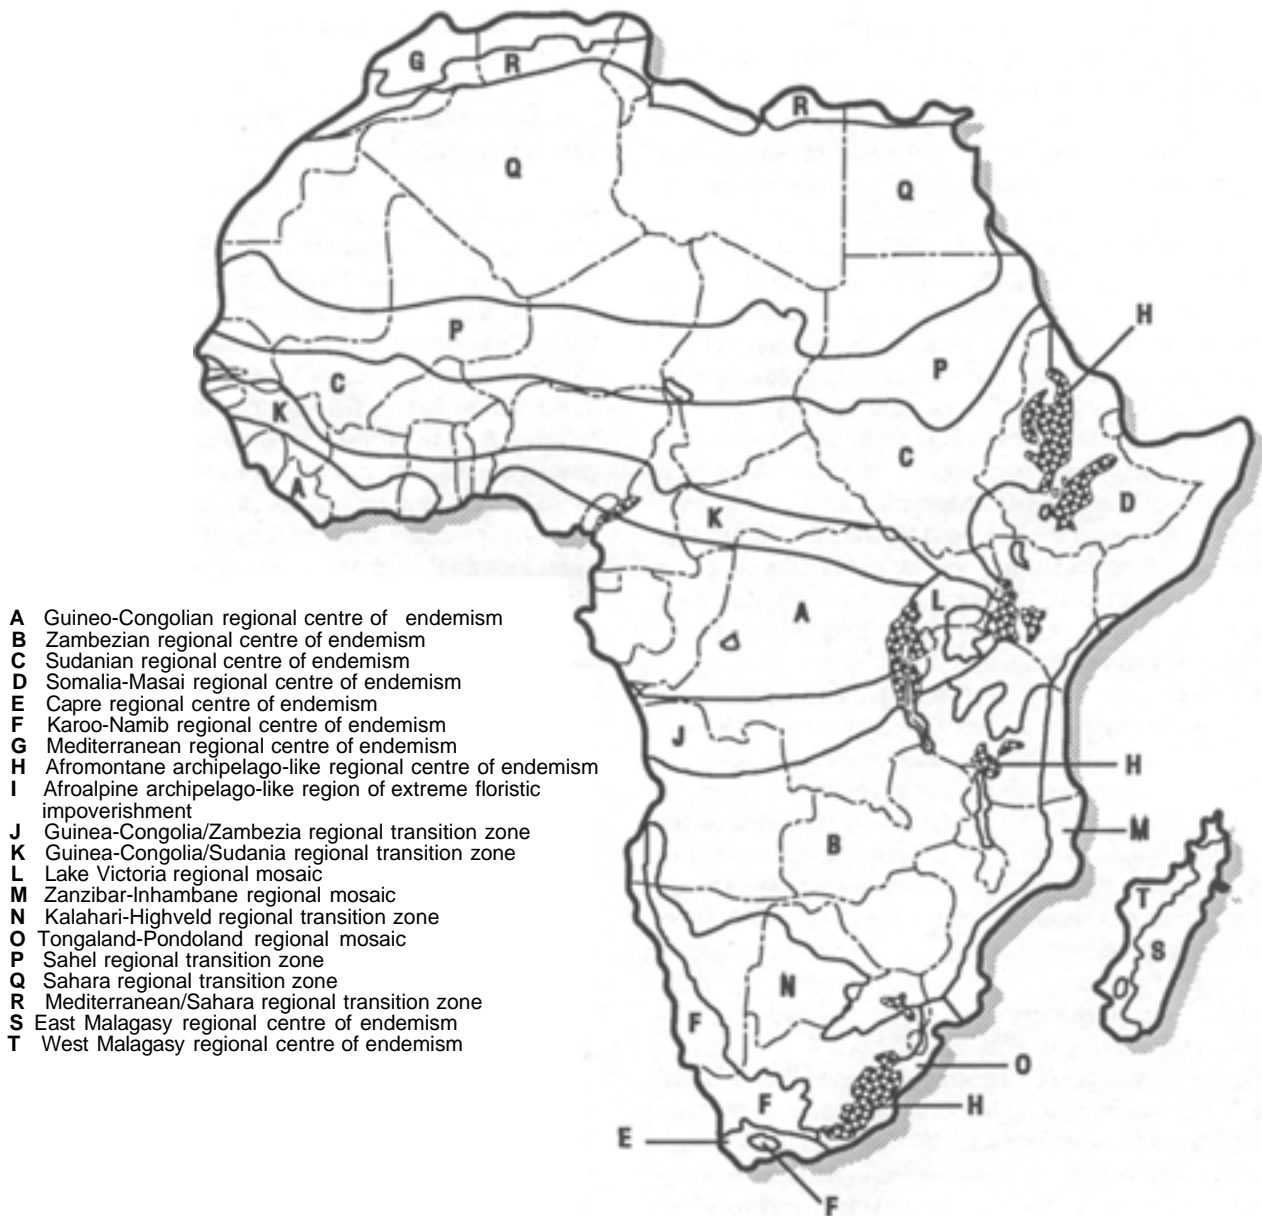 G
R
R
Q
Q
H
P
P
C
K
C
A
D
K
A
L
J
H
M
B
T
S
N
F
O
F
H
E
F
A Guineo-Congolian regional centre of endemism
B Zambezian regional centre of endemism
C Sudanian regional centre of endemism
D Somalia-Masai regional centre of endemism
E Capre regional centre of endemism
F Karoo-Namib regional centre of endemism
G Mediterranean regional centre of endemism
H Afromontane archipelago-like regional centre of endemism
I Afroalpine archipelago-like region of extreme floristic
impoverishment
J Guinea-Congolia/Zambezia regional transition zone
K Guinea-Congolia/Sudania regional transition zone
L Lake Victoria regional mosaic
M Zanzibar-Inhambane regional mosaic
N Kalahari-Highveld regional transition zone
O Tongaland-Pondoland regional mosaic
P Sahel regional transition zone
Q Sahara regional transition zone
R Mediterranean/Sahara regional transition zone
S East Malagasy regional centre of endemism
T West Malagasy regional centre of endemism